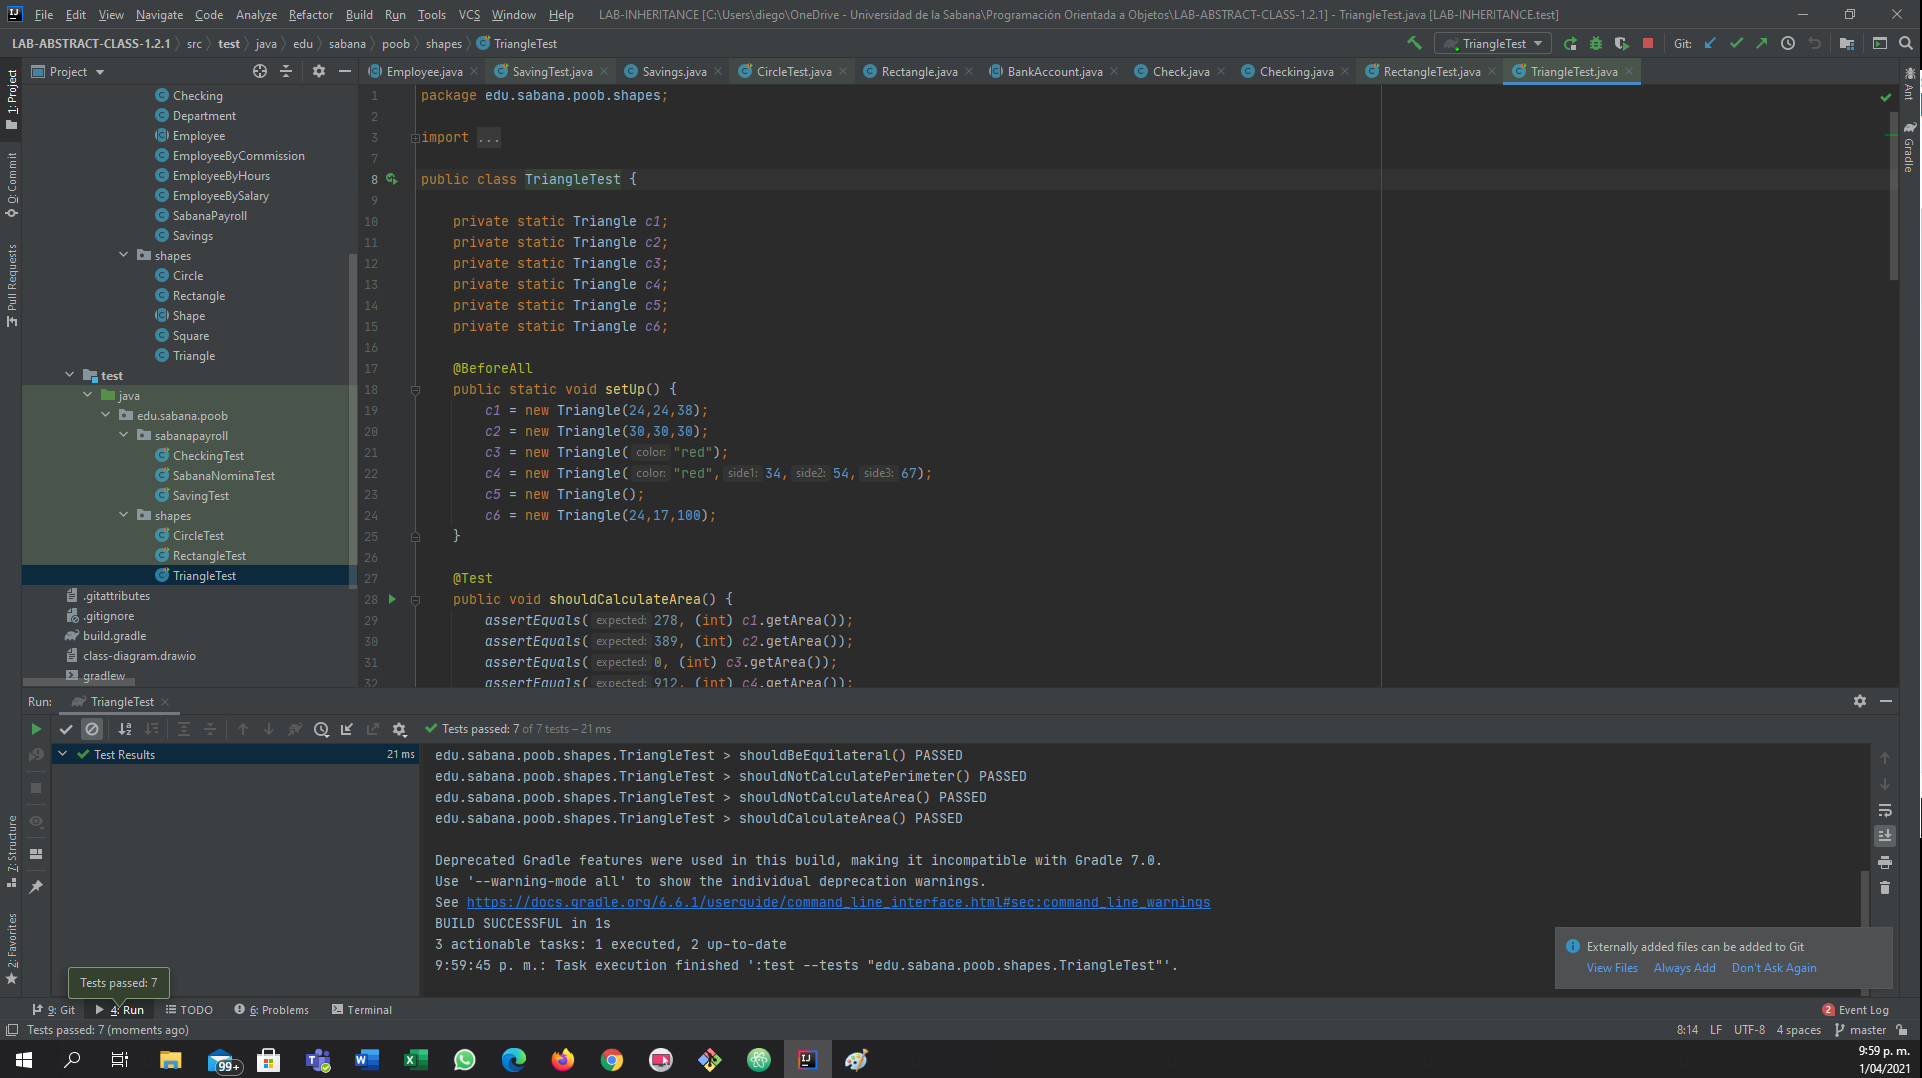 File Edit View Navigate Code Analyze Refactor Build Run Tools VCS Window Help LAB-INHERITANCE [C:\Users\diego\OneDrive - Universidad de la Sabana\Programación Orientada a Objetos\LAB-ABSTRACT-CLASS-1.2.1] - TriangleTest.java [LAB-INHERITANCE.test]
LAB-ABSTRACT-CLASS-1.2.1 src test java edu sabana poob shapes TriangleTest TriangleTest Git:
Project Employee.java SavingTest.java Savings.java CircleTest.java Rectangle.java BankAccount.java Check.java Checking.java RectangleTest.java TriangleTest.java
1: Project
0: Commit
Pull Requests
7: Structure
2: Favorites
Ant
Gradle
Checking
Department
Employee
EmployeeByCommission
EmployeeByHours
EmployeeBySalary
SabanaPayroll
Savings
shapes
Circle
Rectangle
Shape
Square
Triangle
test
java
edu.sabana.poob
sabanapayroll
CheckingTest
SabanaNominaTest
SavingTest
shapes
CircleTest
RectangleTest
TriangleTest
.gitattributes
.gitignore
build.gradle
class-diagram.drawio
gradlew
1 package edu.sabana.poob.shapes;
2
3 import ...
7
8 public class TriangleTest {
9
10 private static Triangle c1;
11 private static Triangle c2;
12 private static Triangle c3;
13 private static Triangle c4;
14 private static Triangle c5;
15 private static Triangle c6;
16
17 @BeforeAll
18 public static void setUp() {
19 c1 = new Triangle(24,24,38);
20 c2 = new Triangle(30,30,30);
21 c3 = new Triangle( color: "red");
22 c4 = new Triangle( color: "red", side1: 34, side2: 54, side3: 67);
23 c5 = new Triangle();
24 c6 = new Triangle(24,17,100);
25 }
26
27 @Test
28 public void shouldCalculateArea() {
29 assertEquals( expected: 278, (int) c1.getArea());
30 assertEquals( expected: 389, (int) c2.getArea());
31 assertEquals( expected: 0, (int) c3.getArea());
32 assertEquals( expected: 912, (int) c4.getArea());
Run: TriangleTest
Tests passed: 7 of 7 tests – 21 ms
Test Results 21 ms
edu.sabana.poob.shapes.TriangleTest > shouldBeEquilateral() PASSED
edu.sabana.poob.shapes.TriangleTest > shouldNotCalculatePerimeter() PASSED
edu.sabana.poob.shapes.TriangleTest > shouldNotCalculateArea() PASSED
edu.sabana.poob.shapes.TriangleTest > shouldCalculateArea() PASSED
Deprecated Gradle features were used in this build, making it incompatible with Gradle 7.0.
Use '--warning-mode all' to show the individual deprecation warnings.
See https://docs.gradle.org/6.6.1/userguide/command_line_interface.html#sec:command_line_warnings
BUILD SUCCESSFUL in 1s
3 actionable tasks: 1 executed, 2 up-to-date
9:59:45 p. m.: Task execution finished ':test --tests "edu.sabana.poob.shapes.TriangleTest"'.
Externally added files can be added to Git
View Files Always Add Don't Ask Again
Tests passed: 7
9: Git 4: Run TODO 6: Problems Terminal 2 Event Log
Tests passed: 7 (moments ago) 8:14 LF UTF-8 4 spaces master
99+
9:59 p. m.
1/04/2021